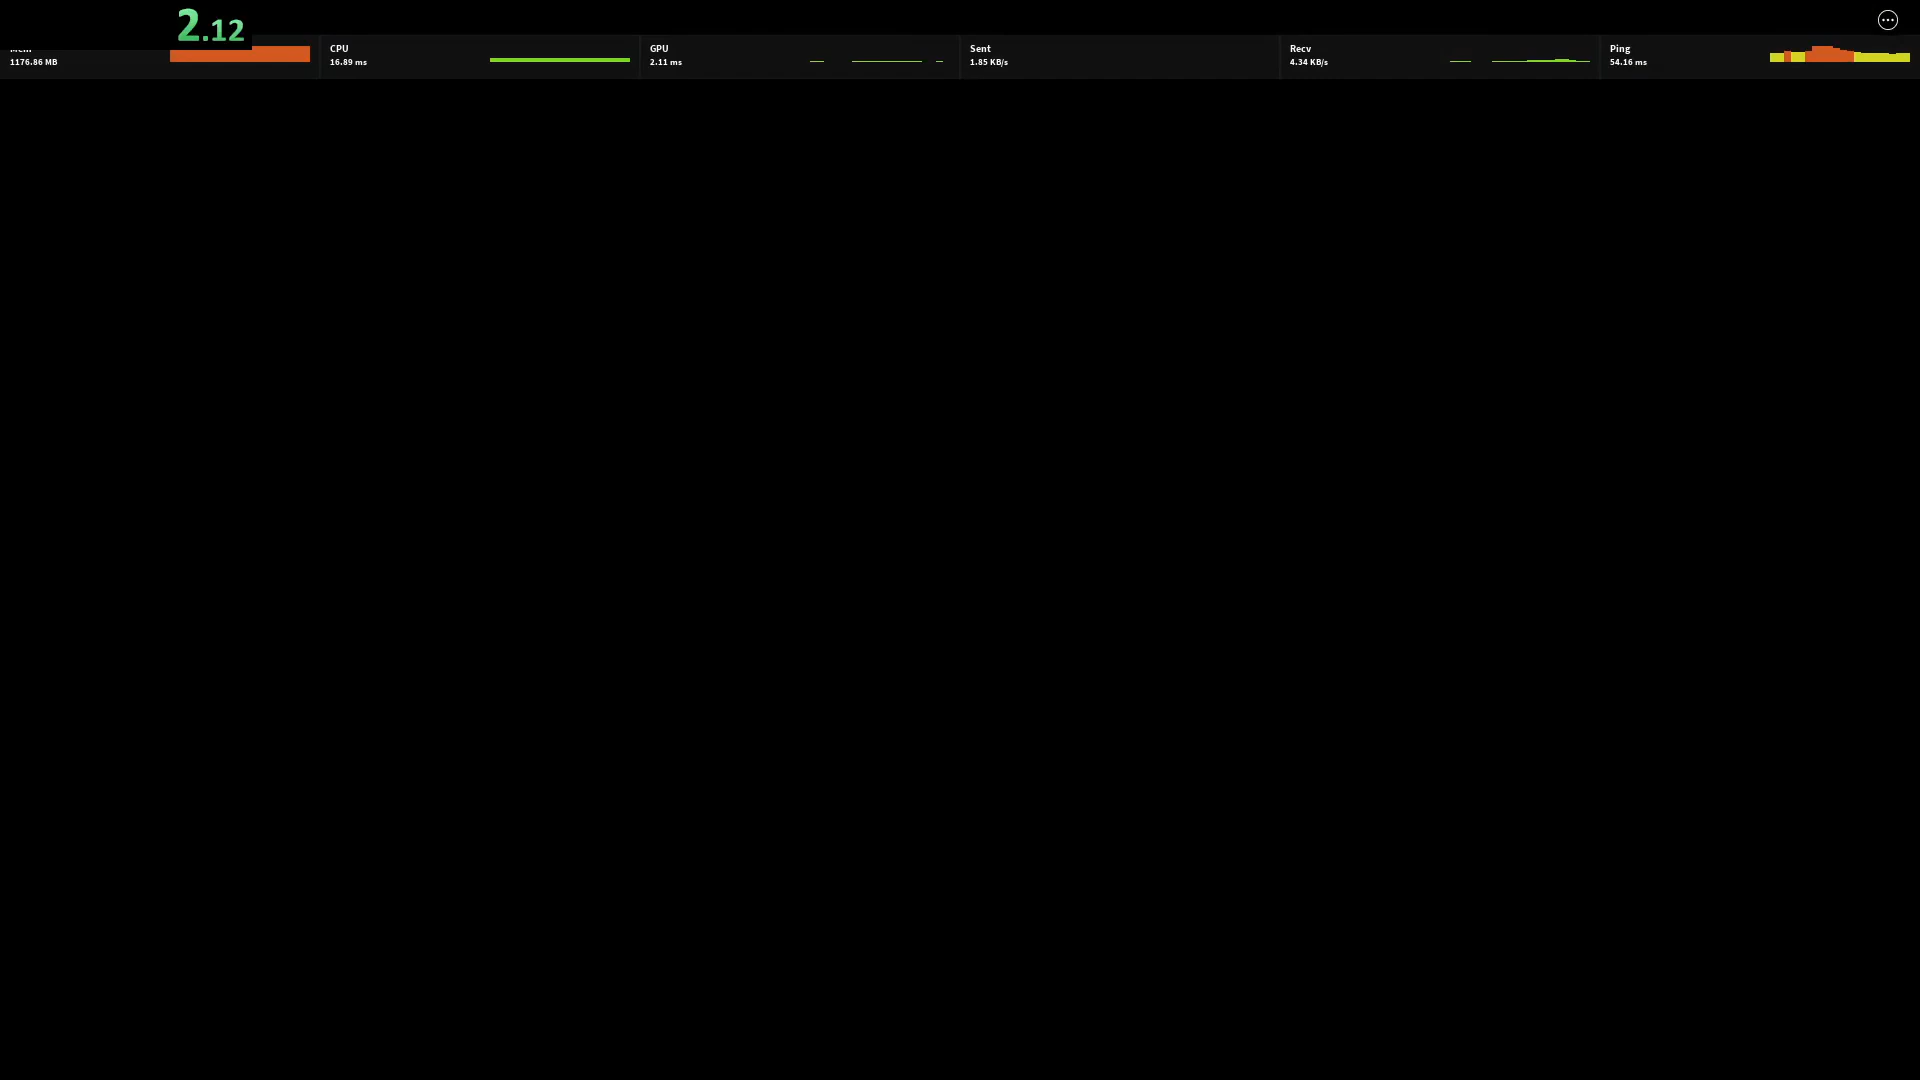 2.12
Mem
1176.86 MB
CPU
16.89 ms
GPU
2.11 ms
Sent
1.85 KB/s
Recv
4.34 KB/s
Ping
54.16 ms